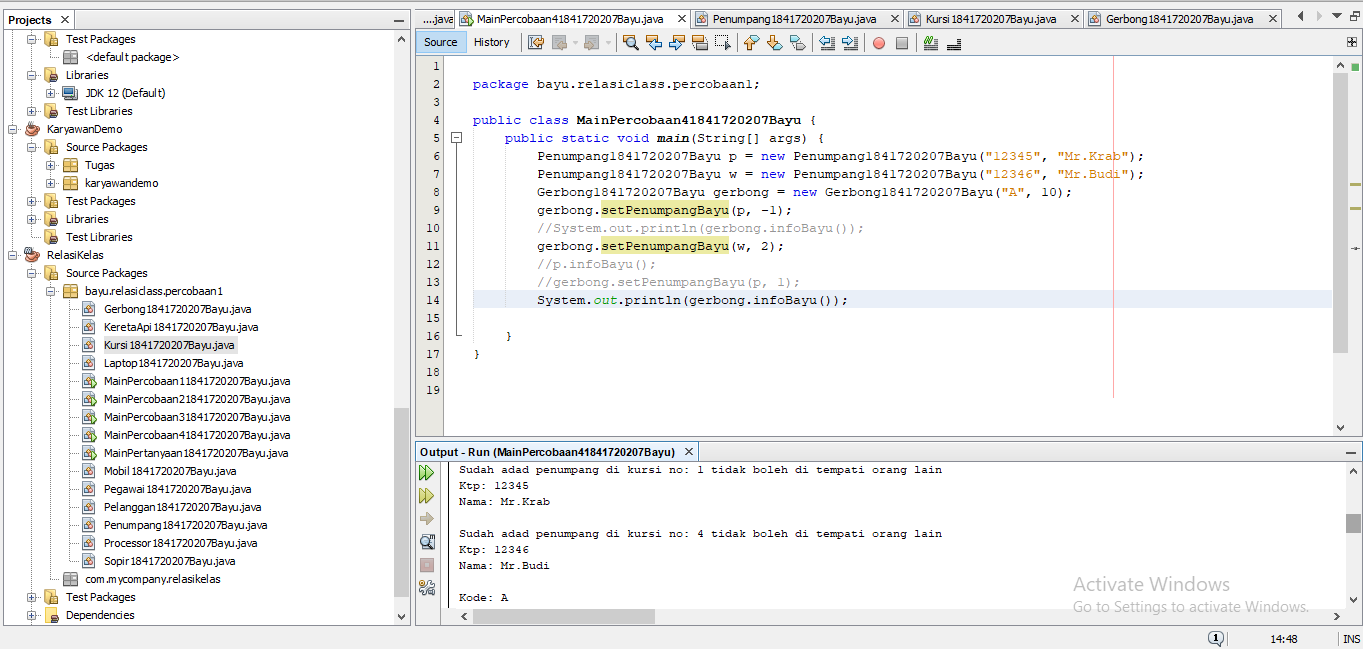 Projects
Test Packages
<default package>
Libraries
JDK 12 (Default)
Test Libraries
KaryawanDemo
Source Packages
Tugas
karyawandemo
Test Packages
Libraries
Test Libraries
RelasiKelas
Source Packages
bayu.relasiclass.percobaan1
Gerbong1841720207Bayu.java
KeretaApi1841720207Bayu.java
Kursi1841720207Bayu.java
Laptop1841720207Bayu.java
MainPercobaan11841720207Bayu.java
MainPercobaan21841720207Bayu.java
MainPercobaan31841720207Bayu.java
MainPercobaan41841720207Bayu.java
MainPertanyaan1841720207Bayu.java
Mobil1841720207Bayu.java
Pegawai1841720207Bayu.java
Pelanggan1841720207Bayu.java
Penumpang1841720207Bayu.java
Processor1841720207Bayu.java
Sopir1841720207Bayu.java
com.mycompany.relasikelas
Test Packages
Dependencies
....java MainPercobaan41841720207Bayu.java Penumpang1841720207Bayu.java Kursi1841720207Bayu.java Gerbong1841720207Bayu.java
Source History
1
2 package bayu.relasiclass.percobaan1;
3
4 public class MainPercobaan41841720207Bayu {
5 public static void main(String[] args) {
6 Penumpang1841720207Bayu p = new Penumpang1841720207Bayu("12345", "Mr.Krab");
7 Penumpang1841720207Bayu w = new Penumpang1841720207Bayu("12346", "Mr.Budi");
8 Gerbong1841720207Bayu gerbong = new Gerbong1841720207Bayu("A", 10);
9 gerbong.setPenumpangBayu(p, -1);
10 //System.out.println(gerbong.infoBayu());
11 gerbong.setPenumpangBayu(w, 2);
12 //p.infoBayu();
13 //gerbong.setPenumpangBayu(p, 1);
14 System.out.println(gerbong.infoBayu());
15
16 }
17 }
18
19
Output - Run (MainPercobaan41841720207Bayu)
Sudah adad penumpang di kursi no: 1 tidak boleh di tempati orang lain
Ktp: 12345
Nama: Mr.Krab
Sudah adad penumpang di kursi no: 4 tidak boleh di tempati orang lain
Ktp: 12346
Nama: Mr.Budi
Kode: A
Activate Windows
Go to Settings to activate Windows.
1 14:48 INS